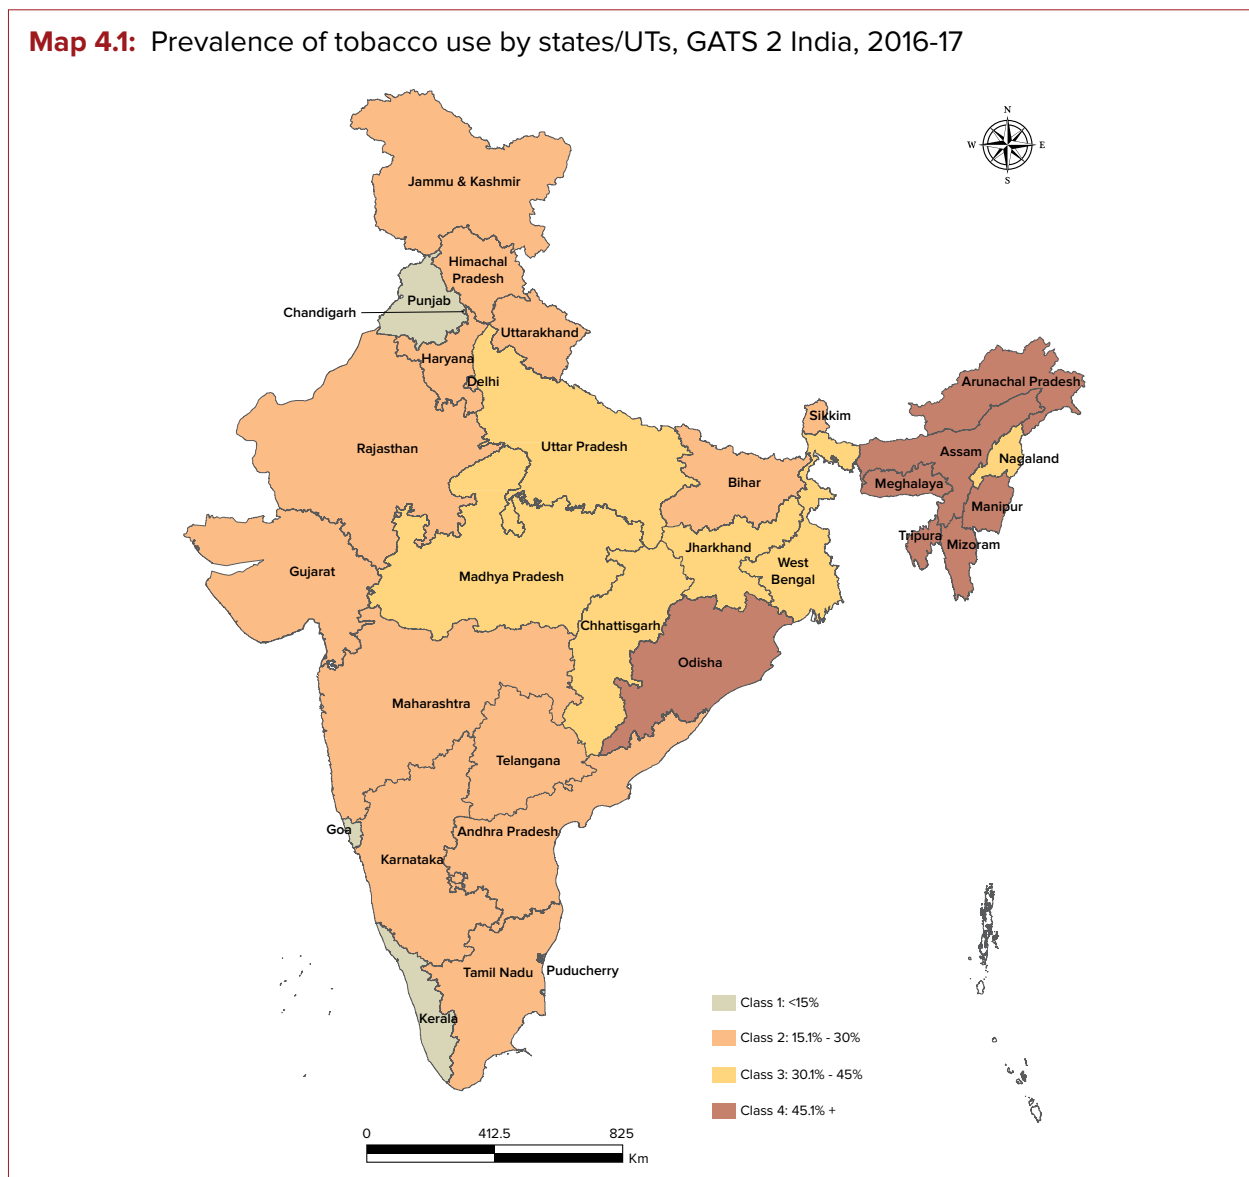 Map 4.1: Prevalence of tobacco use by states/UTs, GATS 2 India, 2016-17
N
W
E
S
Jammu & Kashmir
Himachal
Pradesh
Punjab
Chandigarh
Uttarakhand
Haryana
Delhi
Arunachal Pradesh
Sikkim
Rajasthan
Uttar Pradesh
Assam
Nagaland
Bihar
Meghalaya
Manipur
Tripura
Mizoram
Jharkhand
West
Bengal
Gujarat
Madhya Pradesh
Chhattisgarh
Odisha
Maharashtra
Telangana
Goa
Andhra Pradesh
Karnataka
Tamil Nadu
Puducherry
Kerala
Class 1: <15%
Class 2: 15.1% - 30%
Class 3: 30.1% - 45%
Class 4: 45.1% +
0
412.5
825
Km